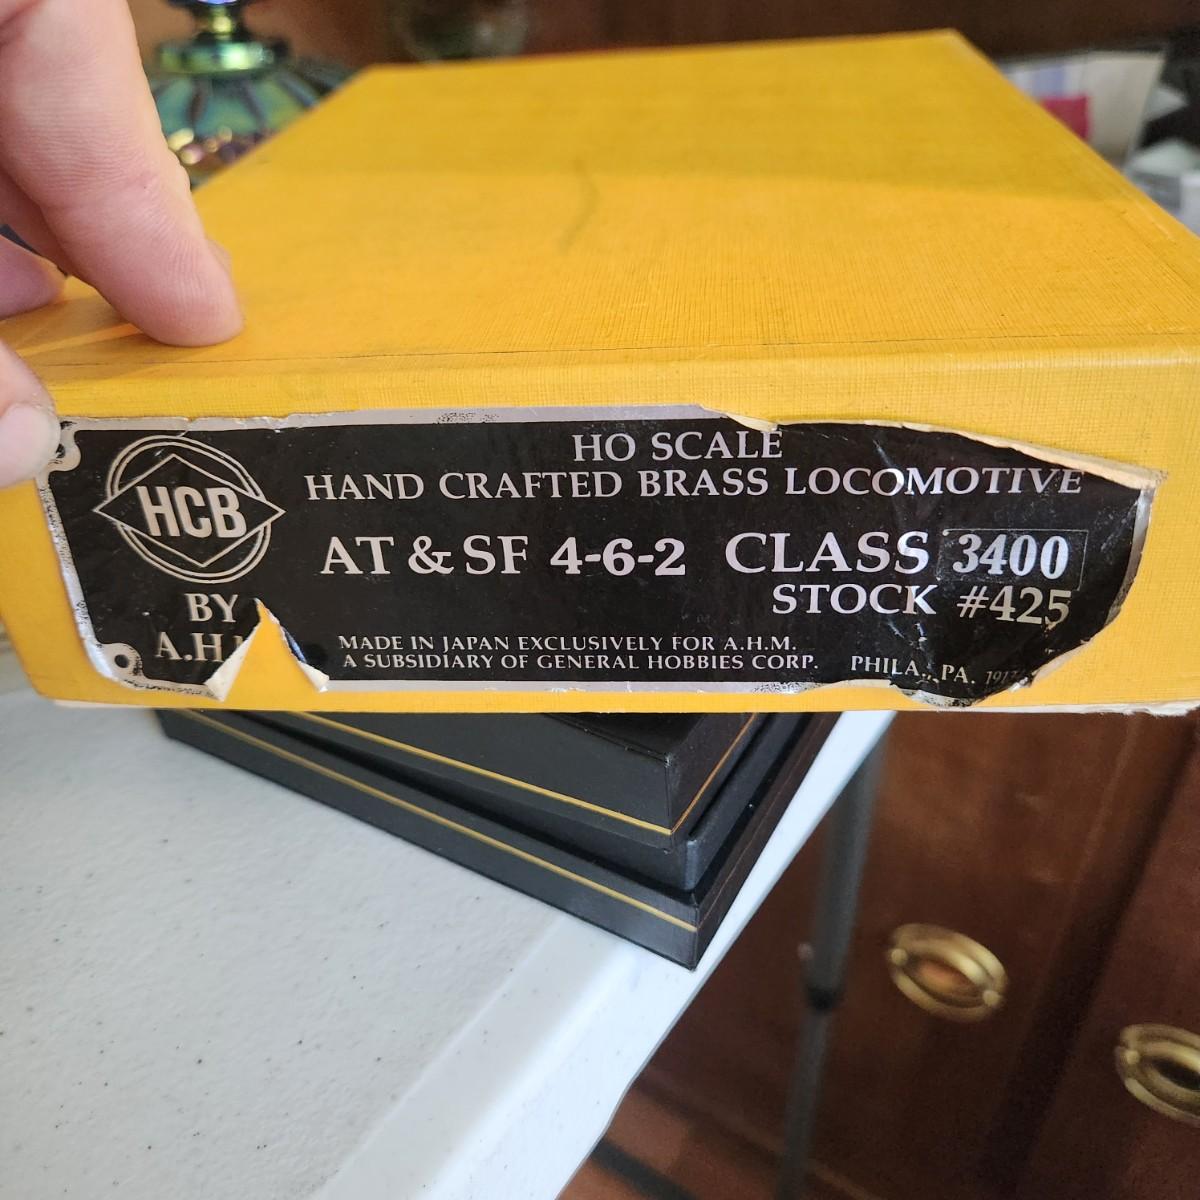 HCB
BY
HO SCALE
HAND CRAFTED BRASS LOCOMOTIVE
AT & SF 4-6-2 CLASS 3400
STOCK #425
MADE IN JAPAN EXCLUSIVELY FOR A.H.M.
A SUBSIDIARY OF GENERAL HOBBIES CORP. PHILA., PA.